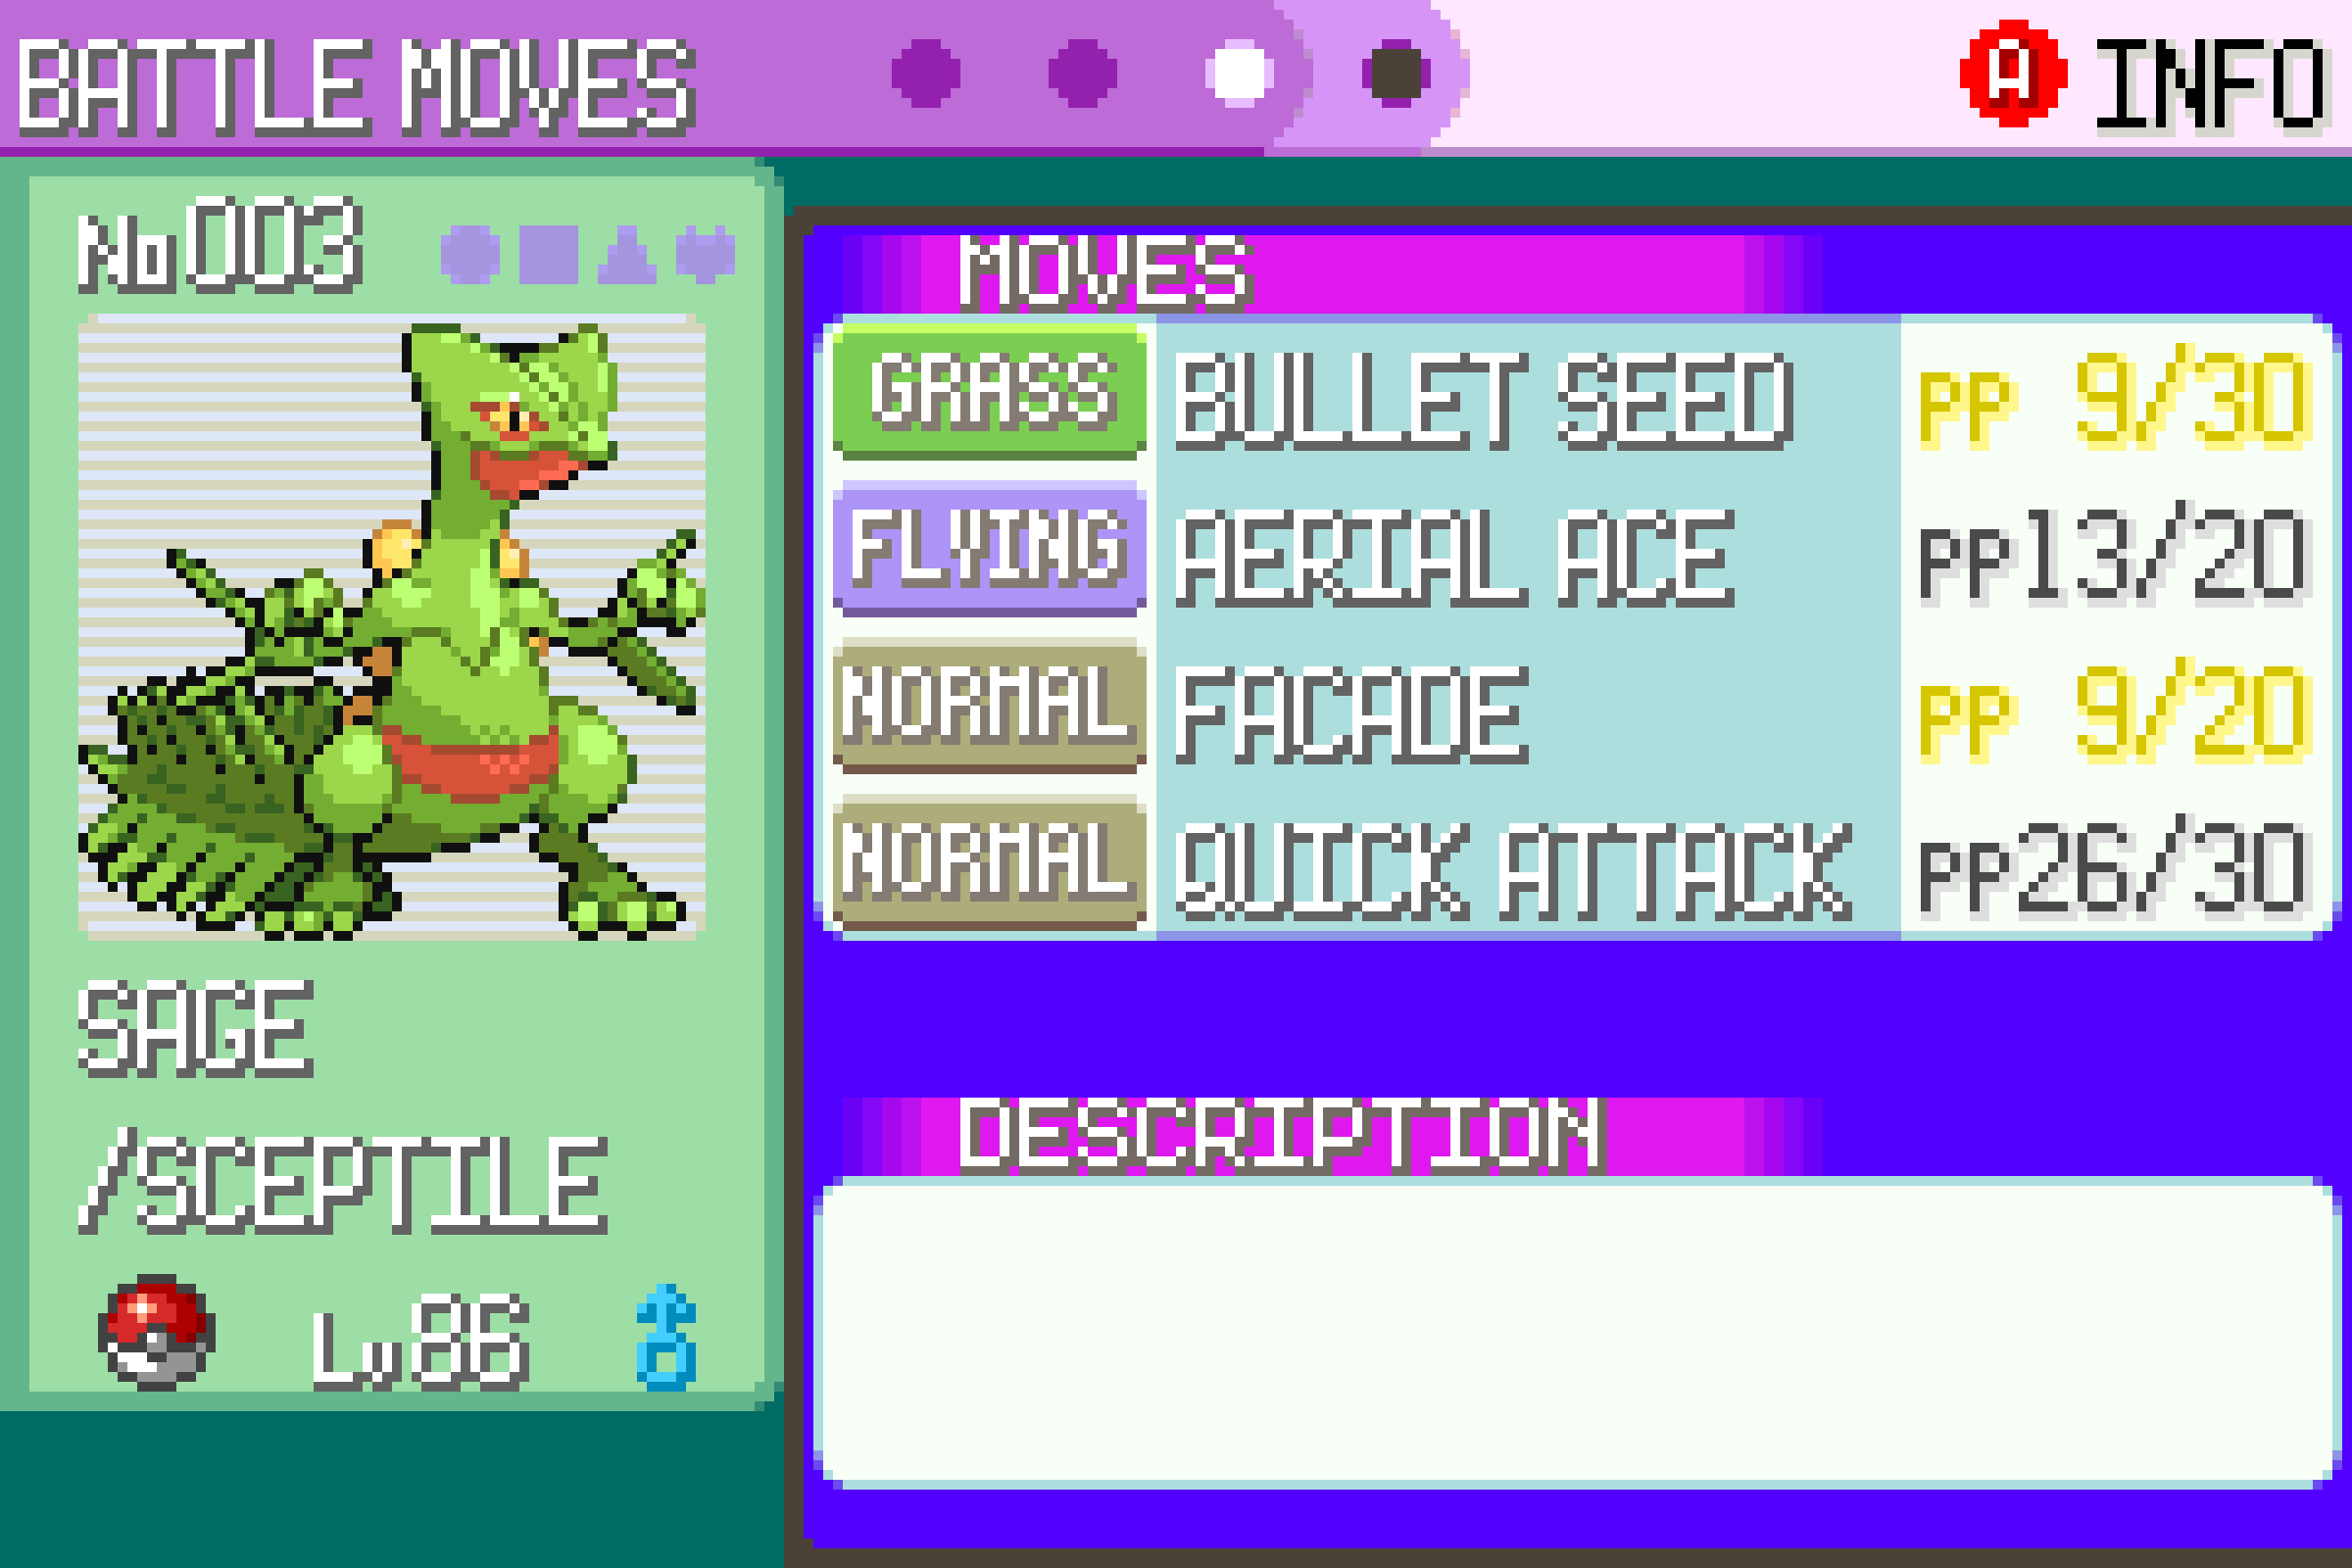 BATTLE MOVES
A INFO
No003
MOVES
GRASS BULLET SEED PP 9/30
FLYING AERIAL ACE PP13/20
NORMAL FACADE PP 9/20
NORMAL QUICK ATTACK PP26/30
SAGE
/SCEPTILE
Lv86 ♂
DESCRIPTION